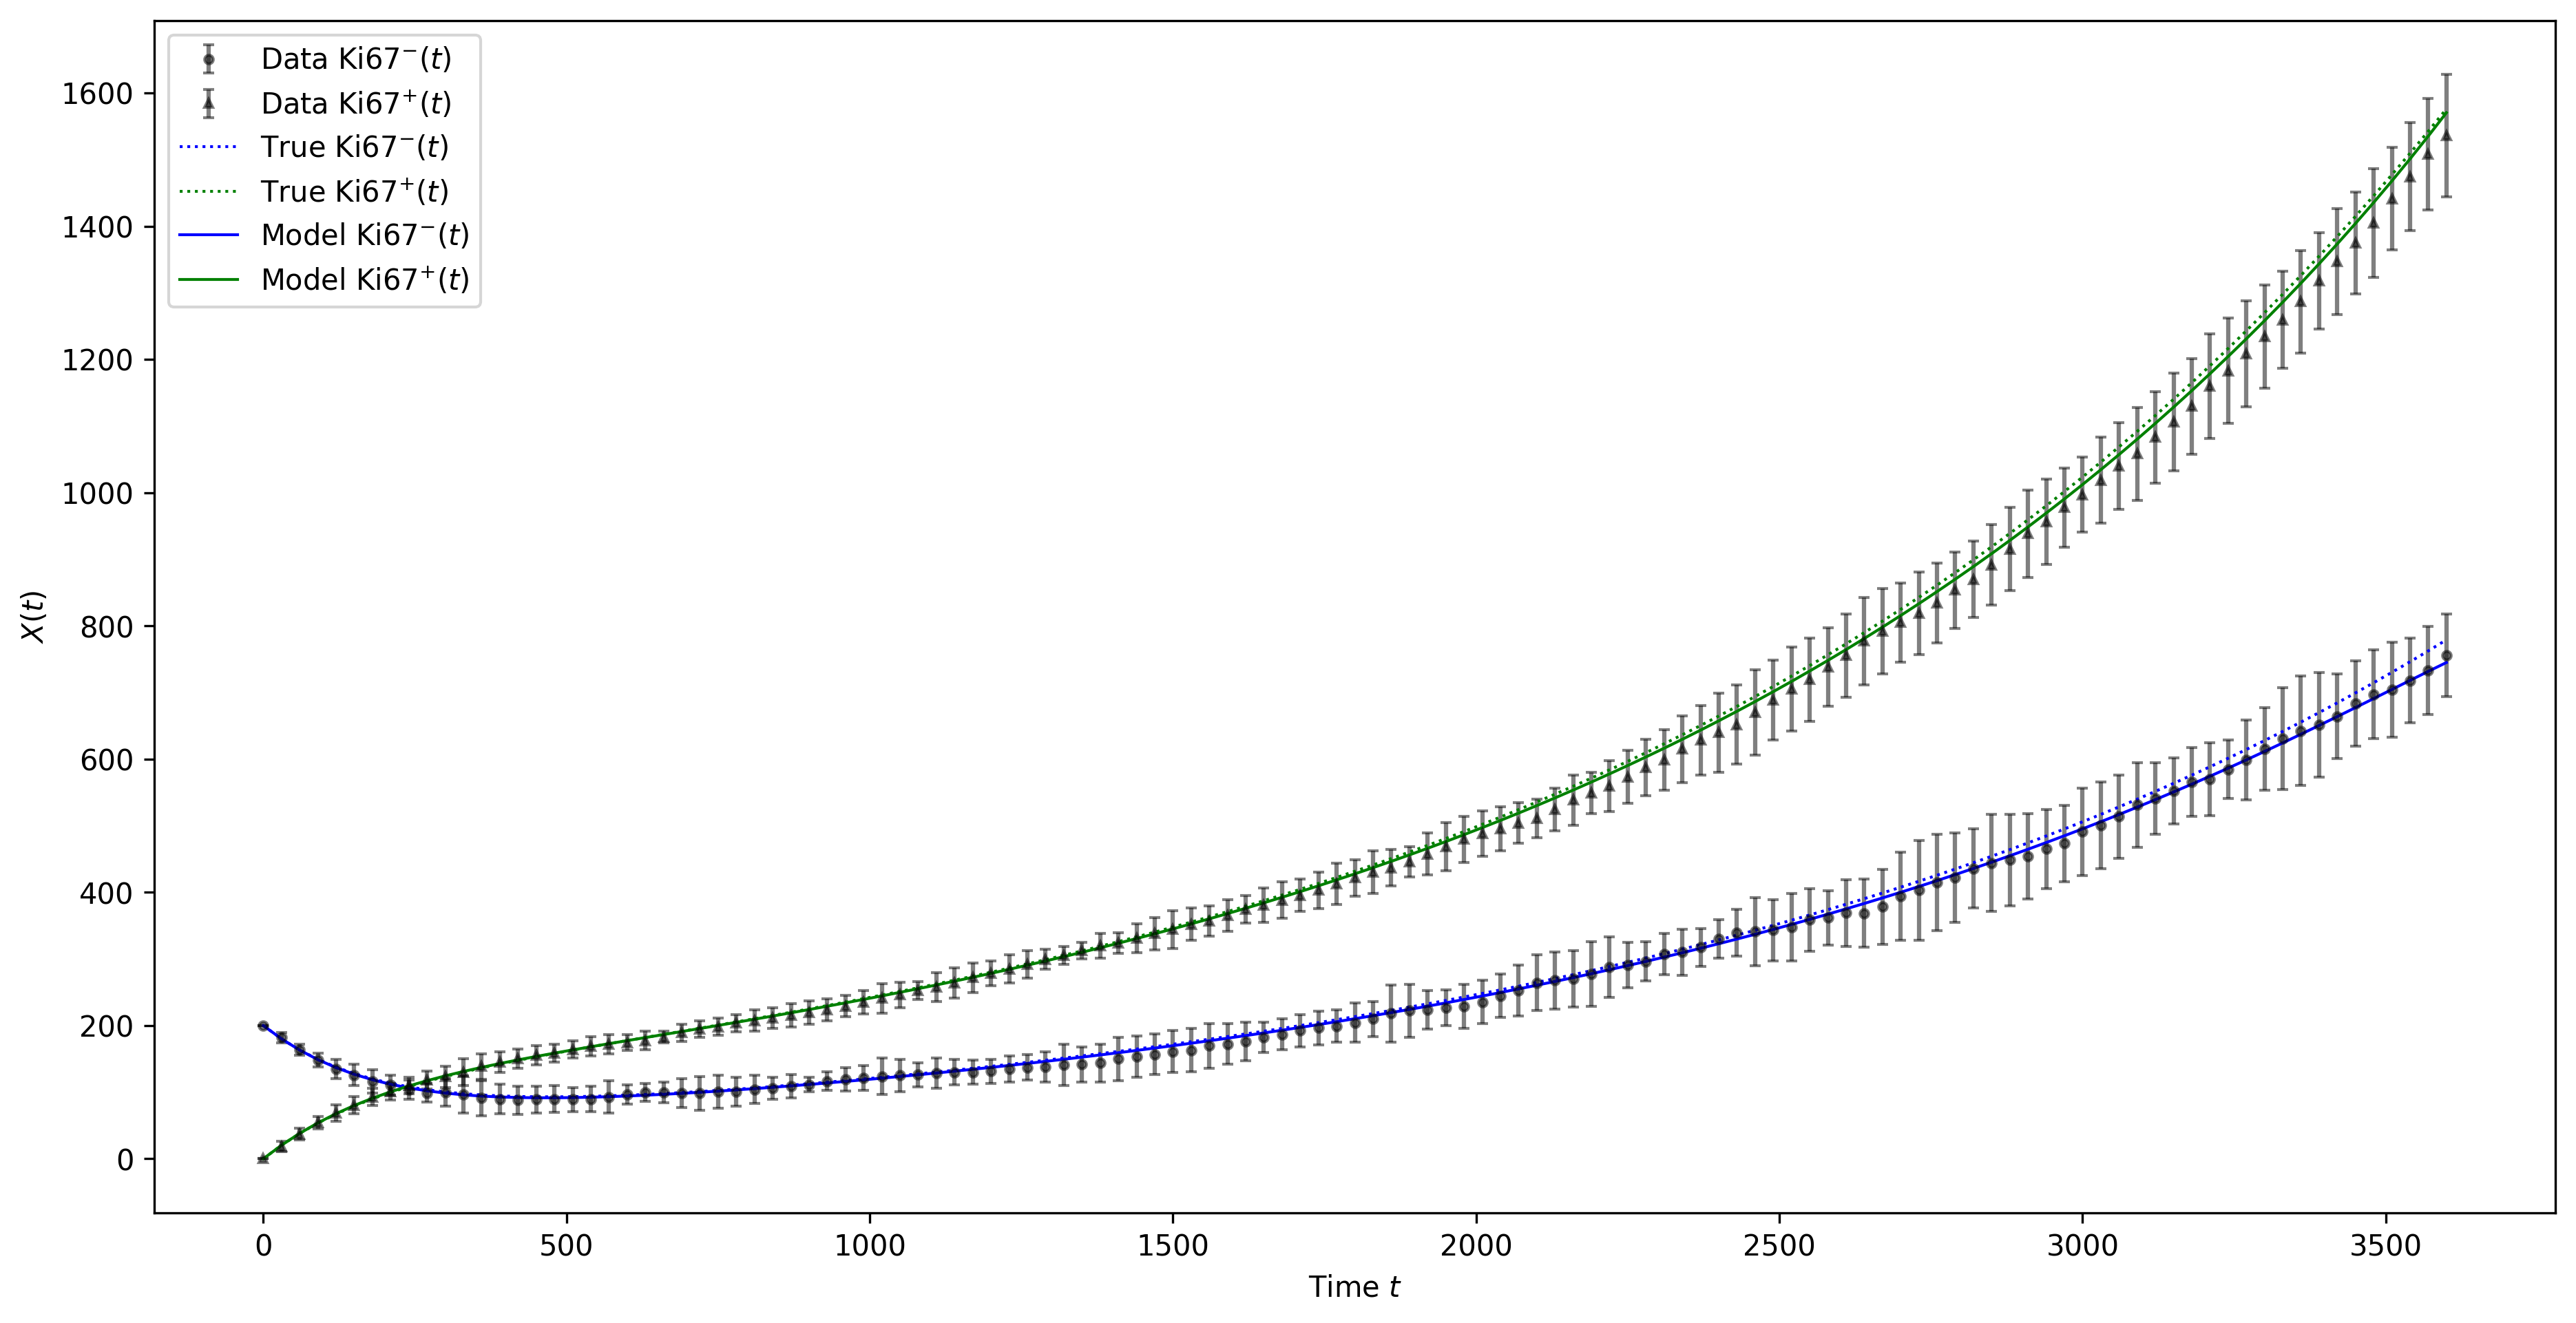 Data Ki67⁻(t)
Data Ki67⁺(t)
True Ki67⁻(t)
True Ki67⁺(t)
Model Ki67⁻(t)
Model Ki67⁺(t)
1600
1400
1200
1000
800
600
400
200
0
X(t)
0 500 1000 1500 2000 2500 3000 3500
Time t